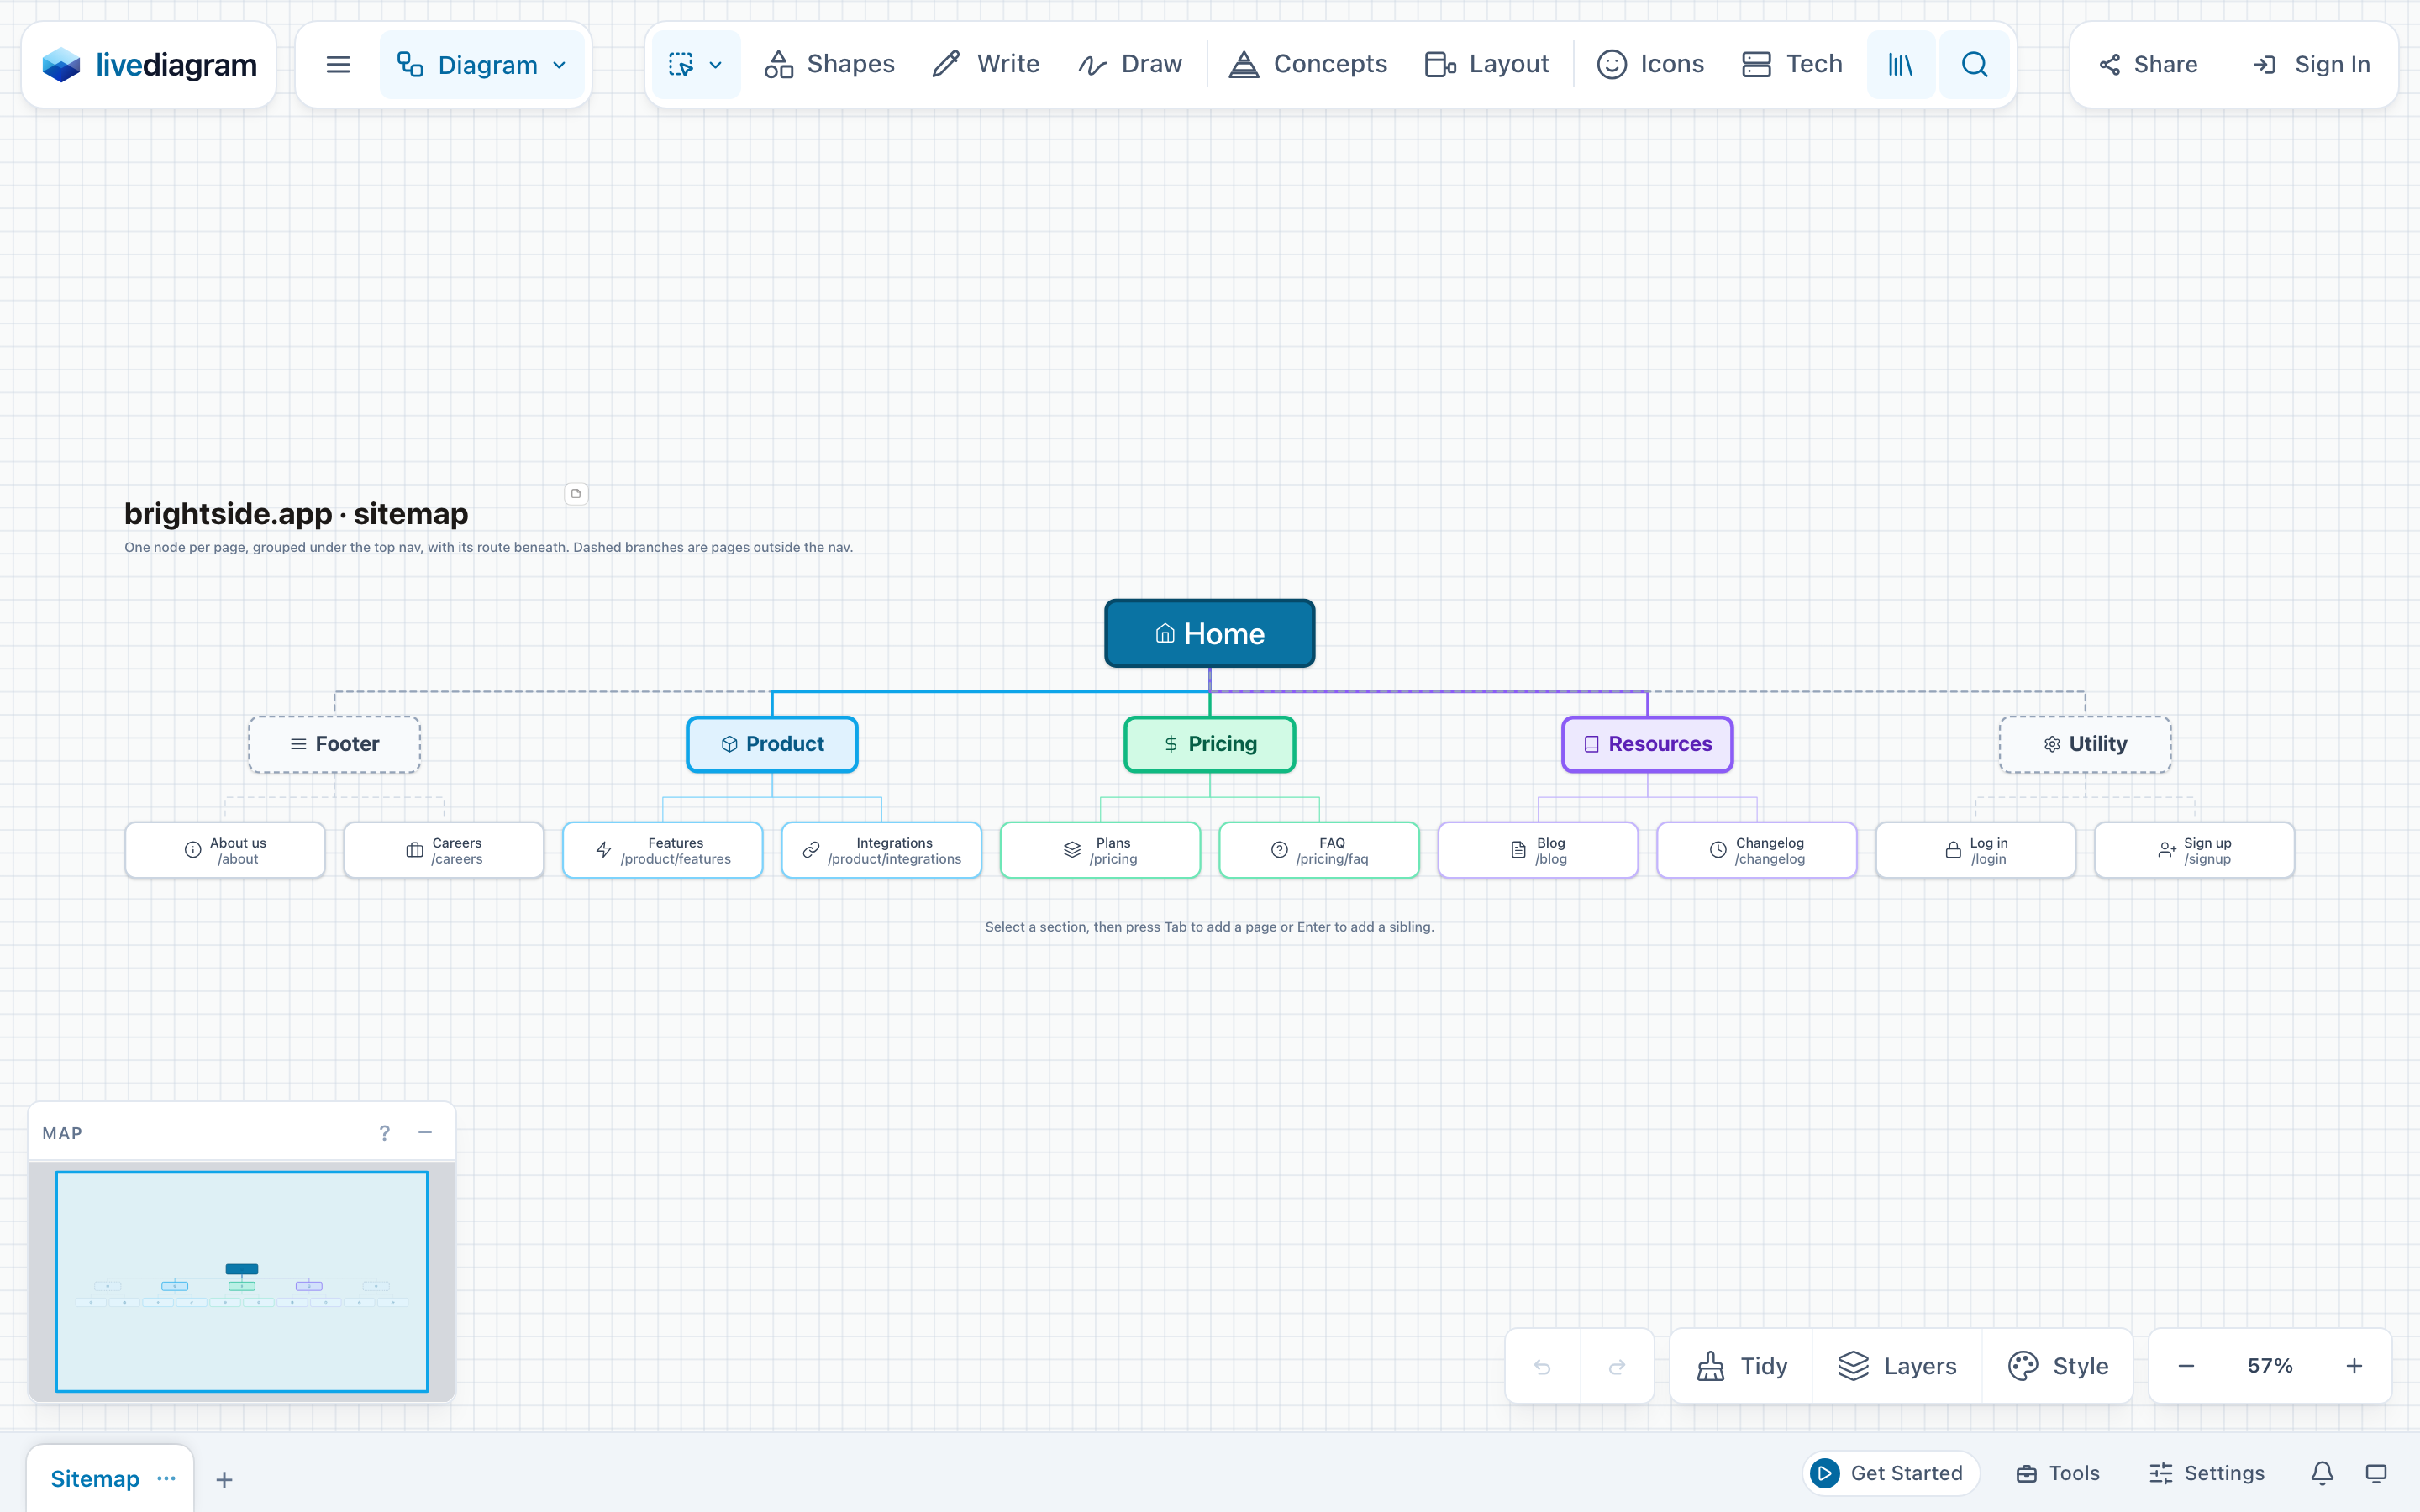 livediagram
Diagram
Shapes
Write
Draw
Concepts
Layout
Icons
Tech
Share
Sign In
brightside.app · sitemap
One node per page, grouped under the top nav, with its route beneath. Dashed branches are pages outside the nav.
Home
Footer
Product
Pricing
Resources
Utility
About us
/about
Careers
/careers
Features
/product/features
Integrations
/product/integrations
Plans
/pricing
FAQ
/pricing/faq
Blog
/blog
Changelog
/changelog
Log in
/login
Sign up
/signup
Select a section, then press Tab to add a page or Enter to add a sibling.
MAP
?
Tidy
Layers
Style
57%
Sitemap
Get Started
Tools
Settings